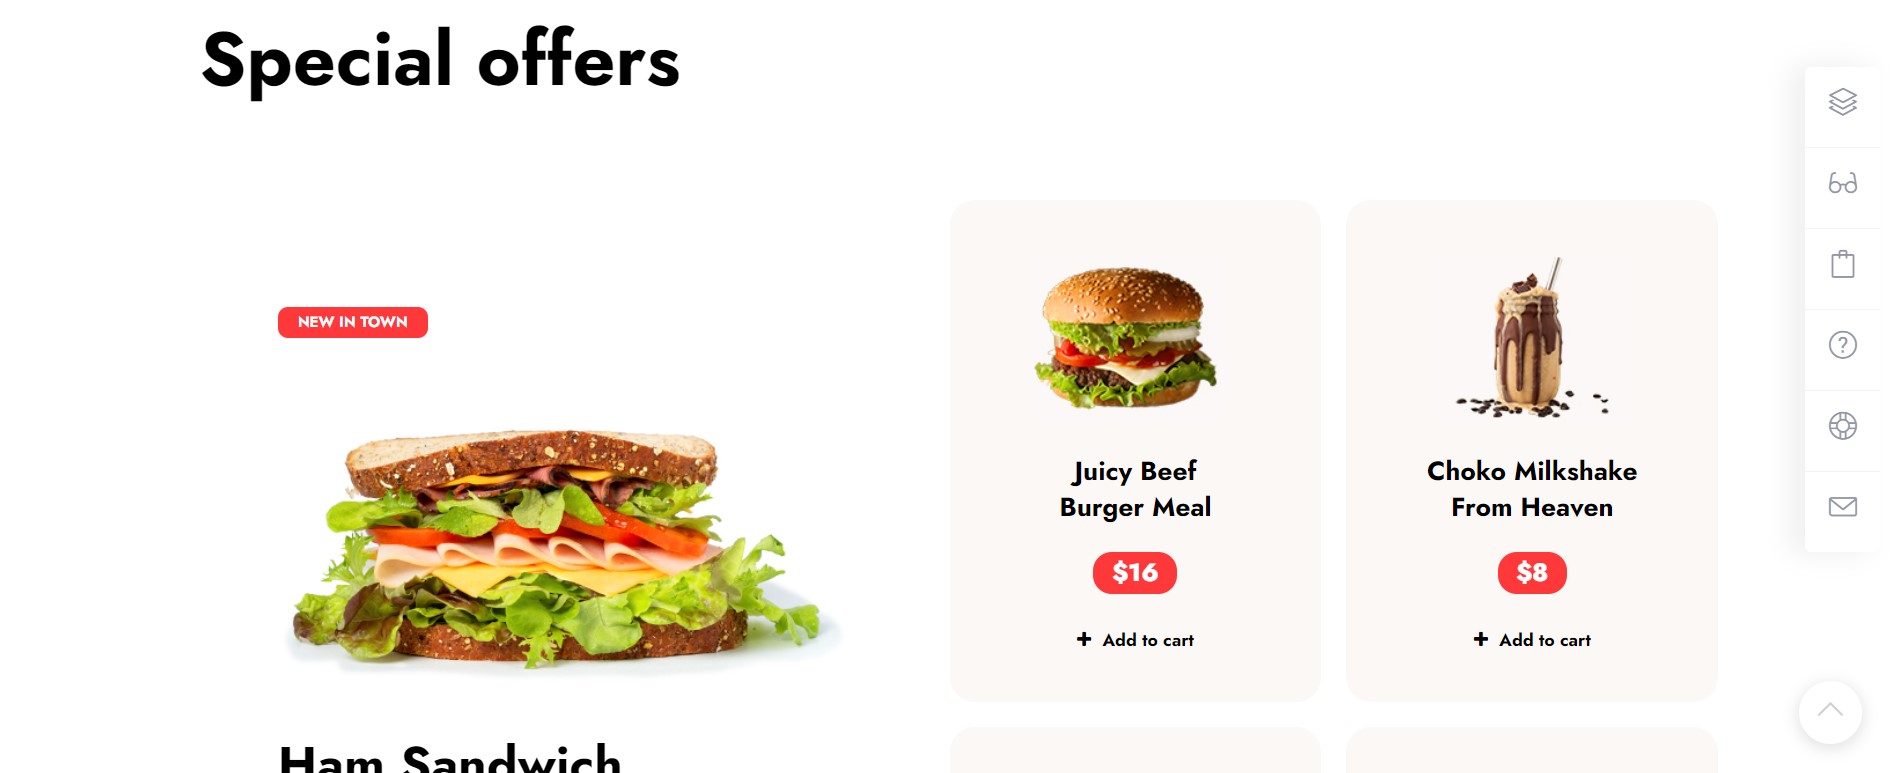 Special offers
NEW IN TOWN
Ham Sandwich
Juicy Beef
Burger Meal
$16
+ Add to cart
Choko Milkshake
From Heaven
$8
+ Add to cart